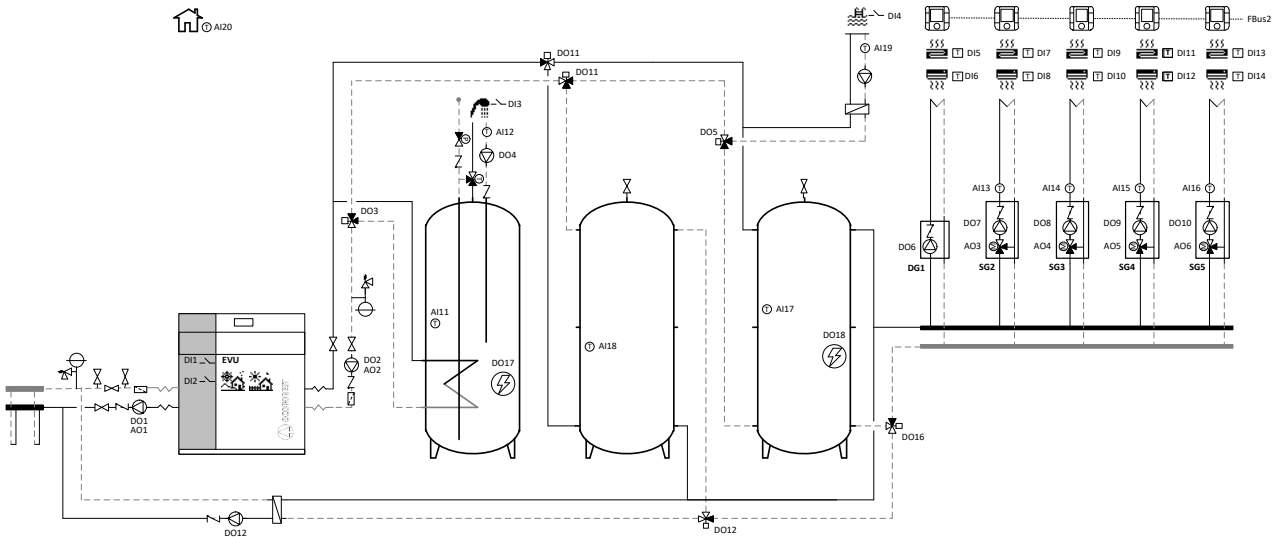 AI20
DI4
FBus2
DO11
AI19
DI5
DI7
DI9
DI11
DI13
DO11
DI6
DI8
DI10
DI12
DI14
DI3
AI12
DO5
DO4
DO3
AI13
AI14
AI15
AI16
DO6
DO7
DO8
DO9
DO10
AO3
AO4
AO5
AO6
DG1
SG2
SG3
SG4
SG5
AI11
AI17
AI18
DO18
DI1
EVU
DO2
AO2
DO17
DI2
ECOFOREST
DO1
AO1
DO16
DO12
DO12